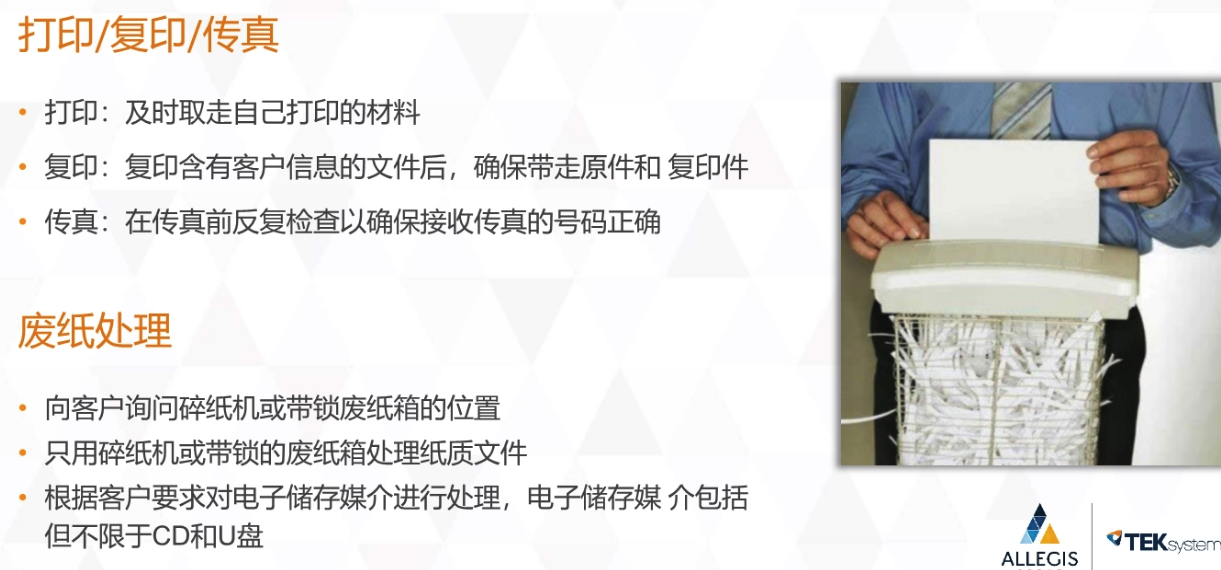 打印/复印/传真
• 打印：及时取走自己打印的材料
• 复印：复印含有客户信息的文件后，确保带走原件和 复印件
• 传真：在传真前反复检查以确保接收传真的号码正确
废纸处理
• 向客户询问碎纸机或带锁废纸箱的位置
• 只用碎纸机或带锁的废纸箱处理纸质文件
• 根据客户要求对电子储存媒介进行处理，电子储存媒 介包括
但不限于CD和U盘
ALLEGIS
TEKsystem